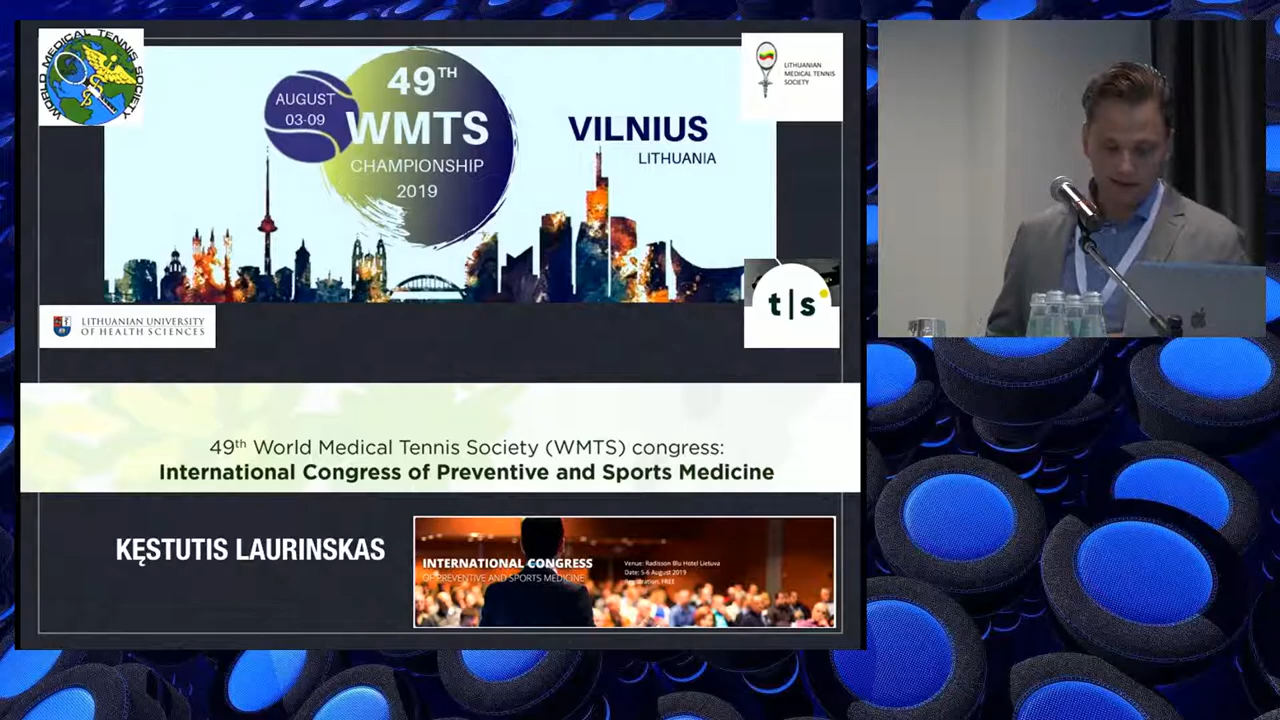 WORLD MEDICAL TENNIS SOCIETY
49TH
AUGUST
03-09
WMTS
CHAMPIONSHIP
2019
VILNIUS
LITHUANIA
LITHUANIAN
MEDICAL TENNIS
SOCIETY
LITHUANIAN UNIVERSITY
OF HEALTH SCIENCES
t|s
49th World Medical Tennis Society (WMTS) congress:
International Congress of Preventive and Sports Medicine
KĘSTUTIS LAURINSKAS
INTERNATIONAL CONGRESS
OF PREVENTIVE AND SPORTS MEDICINE
Venue: Radisson Blu Hotel Lietuva
Date: 5-6 August 2019
Registration: FREE